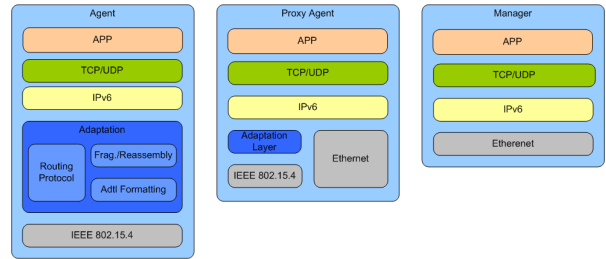 Agent
APP
TCP/UDP
IPv6
Adaptation
Routing
Protocol
Frag./Reassembly
Adtl Formatting
IEEE 802.15.4
Proxy Agent
APP
TCP/UDP
IPv6
Adaptation
Layer
IEEE 802.15.4
Ethernet
Manager
APP
TCP/UDP
IPv6
Etherenet